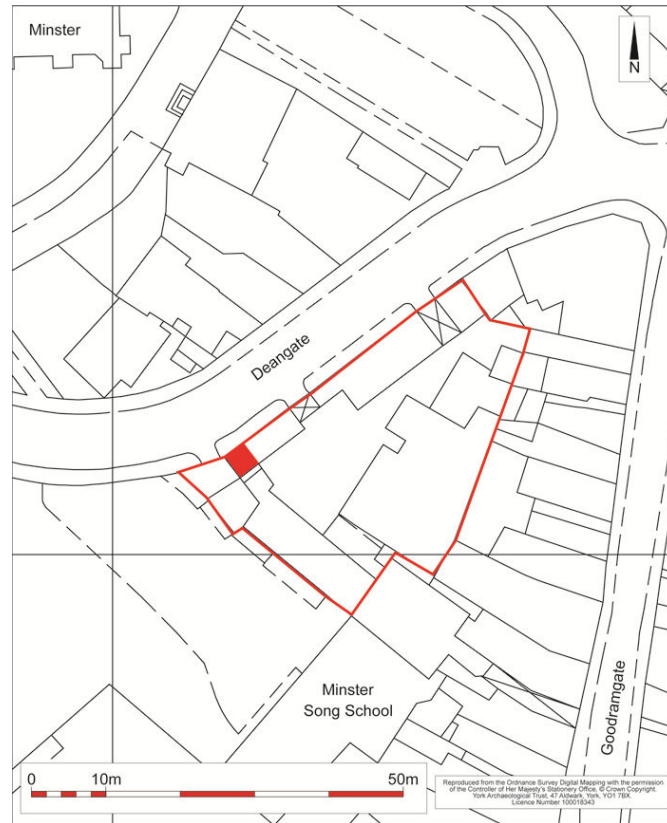 Minster
N
Deangate
Goodramgate
Minster
Song School
0 10m 50m
Reproduced from the Ordnance Survey Digital Mapping with the permission
of the Controller of Her Majesty's Stationery Office, © Crown Copyright.
York Archaeological Trust, 47 Aldwark, York, YO1 7BX.
Licence Number 100018343